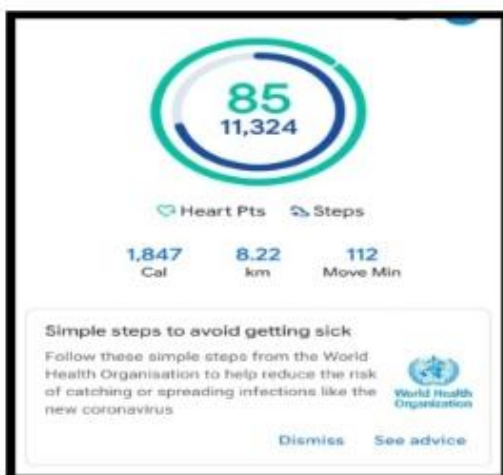 85
11,324
Heart Pts Steps
1,847 8.22 112
Cal km Move Min
Simple steps to avoid getting sick
Follow these simple steps from the World
Health Organisation to help reduce the risk
of catching or spreading infections like the
new coronavirus
World Health
Organization
Dismiss See advice